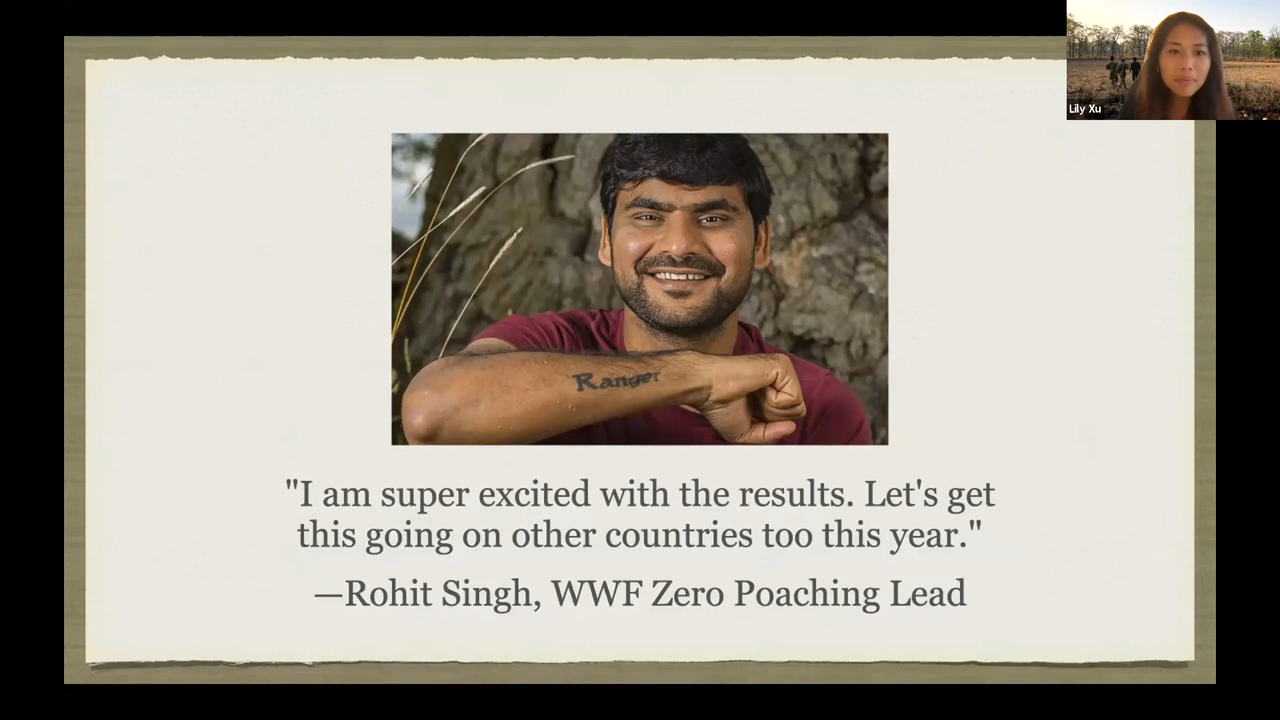 Lily Xu
Ranger
"I am super excited with the results. Let's get
this going on other countries too this year."
—Rohit Singh, WWF Zero Poaching Lead